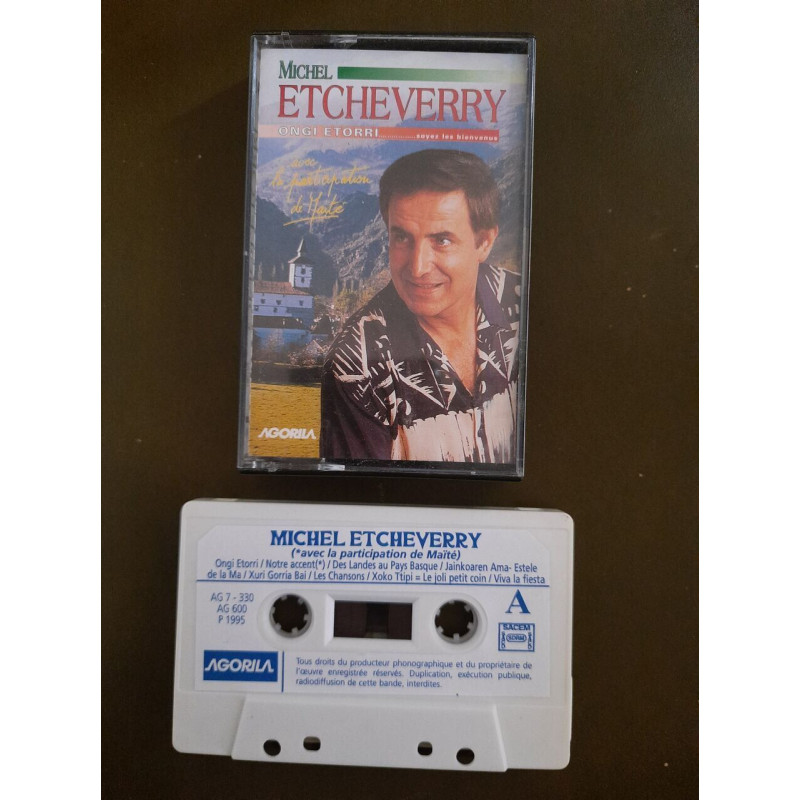 MICHEL
ETCHEVERRY
ONGI ETORRI..............soyez les bienvenus
avec
la participation
de Maïté
AGORILA
MICHEL ETCHEVERRY
(*avec la participation de Maïté)
Ongi Etorri / Notre accent(*) / Des Landes au Pays Basque / Jainkoaren Ama- Estele
de la Ma / Xuri Gorria Bai / Les Chansons / Xoko Ttipi = Le joli petit coin / Viva la fiesta
AG 7 - 330
AG 600
P 1995
A
SACEM
SDRM
AGORILA
Tous droits du producteur phonographique et du propriétaire de
l'œuvre enregistrée réservés. Duplication, exécution publique,
radiodiffusion de cette bande, interdites.